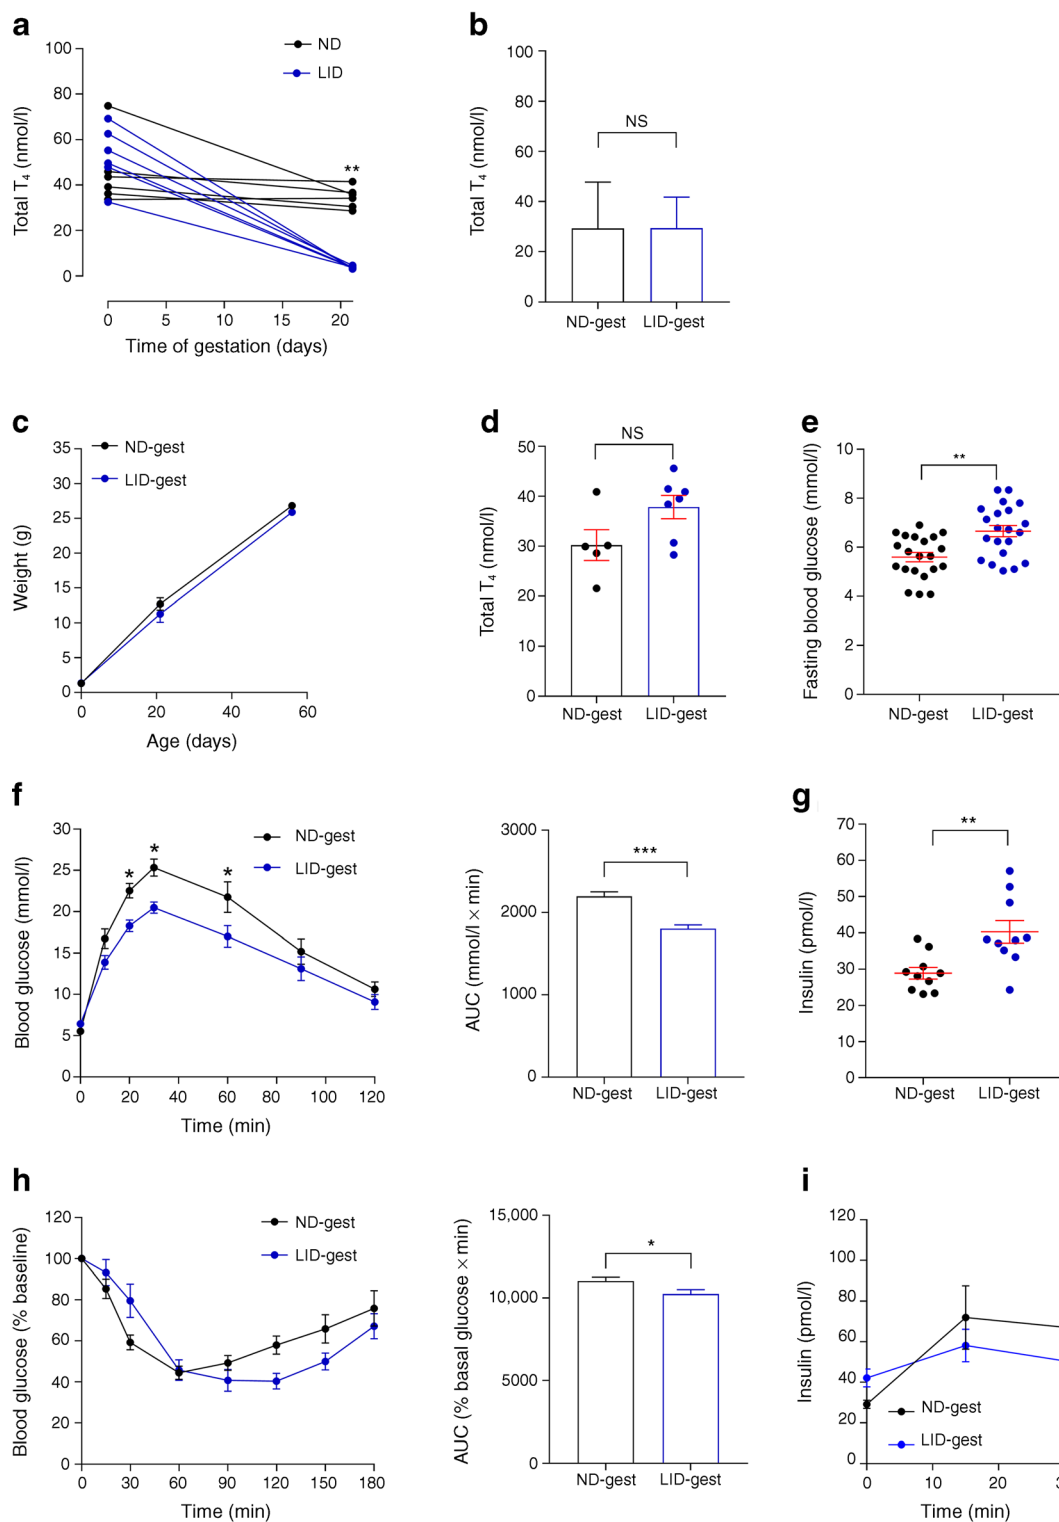 a
ND
LID
Total T4 (nmol/l)
100
80
60
40
20
0
**
0 5 10 15 20
Time of gestation (days)
b
Total T4 (nmol/l)
100
80
60
40
20
0
NS
ND-gest LID-gest
c
ND-gest
LID-gest
Weight (g)
35
30
25
20
15
10
5
0
0 20 40 60
Age (days)
d
Total T4 (nmol/l)
50
40
30
20
10
0
NS
ND-gest LID-gest
e
Fasting blood glucose (mmol/l)
10
8
6
4
2
0
**
ND-gest LID-gest
f
Blood glucose (mmol/l)
30
25
20
15
10
5
0
ND-gest
LID-gest
* * *
0 20 40 60 80 100 120
Time (min)
AUC (mmol/l × min)
3000
2000
1000
0
***
ND-gest LID-gest
g
Insulin (pmol/l)
70
60
50
40
30
20
10
0
**
ND-gest LID-gest
h
Blood glucose (% baseline)
120
100
80
60
40
20
0
ND-gest
LID-gest
0 30 60 90 120 150 180
Time (min)
AUC (% basal glucose × min)
15,000
10,000
5000
0
*
ND-gest LID-gest
i
Insulin (pmol/l)
120
100
80
60
40
20
0
ND-gest
LID-gest
0 10 20
Time (min)